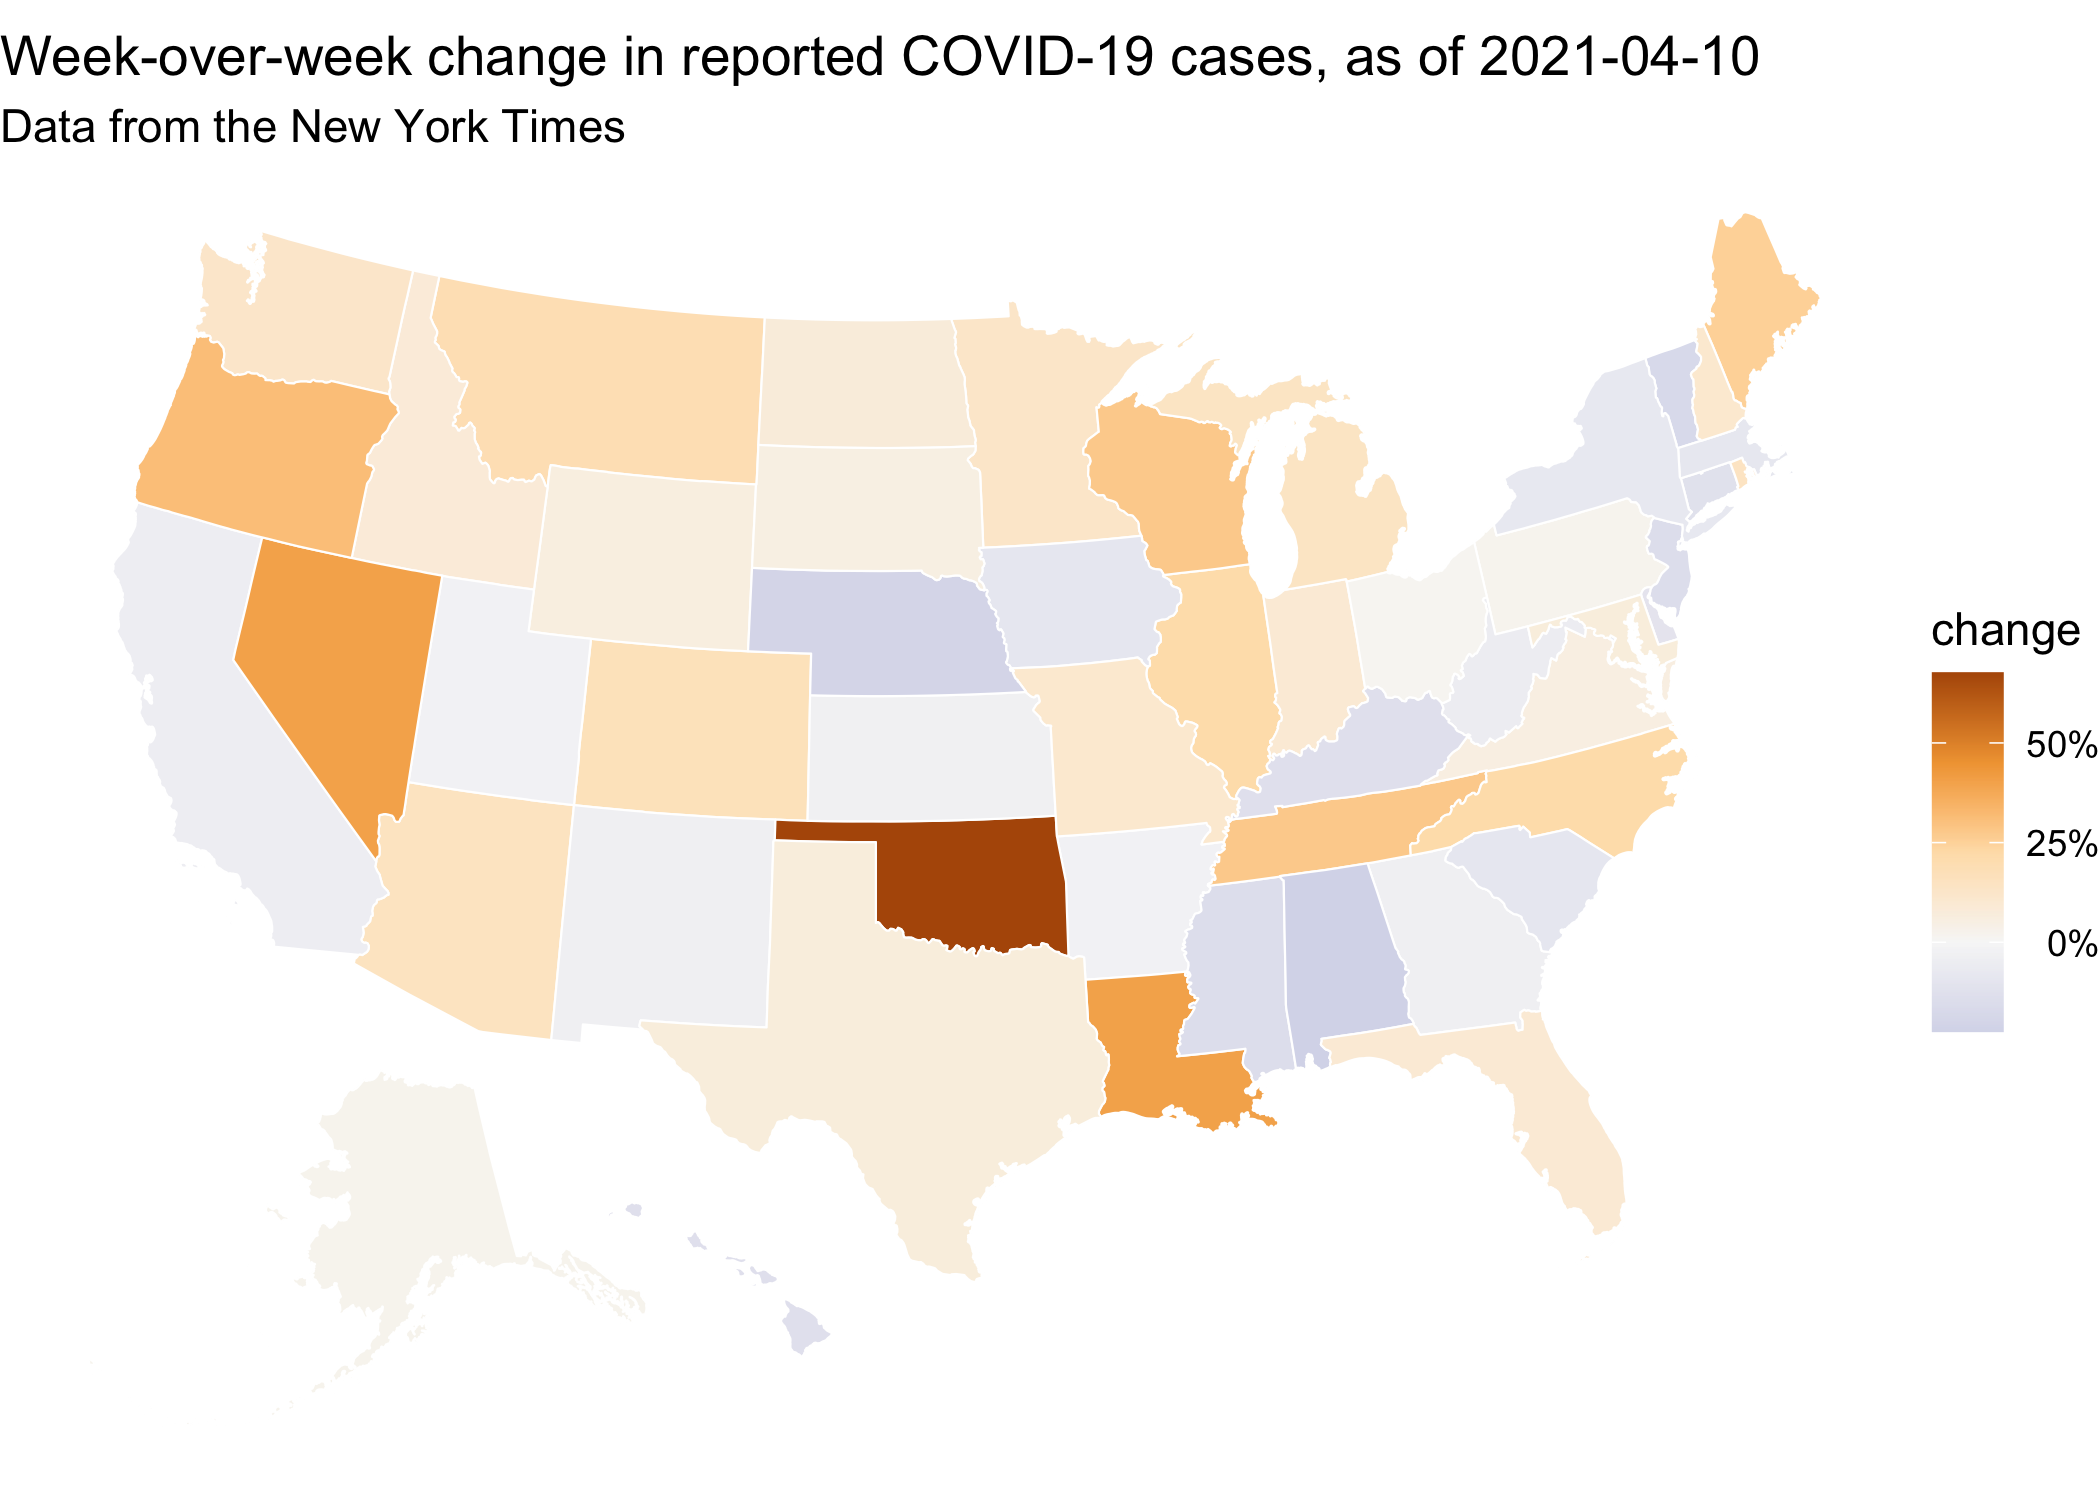 Week-over-week change in reported COVID-19 cases, as of 2021-04-10
Data from the New York Times
change
50%
25%
0%